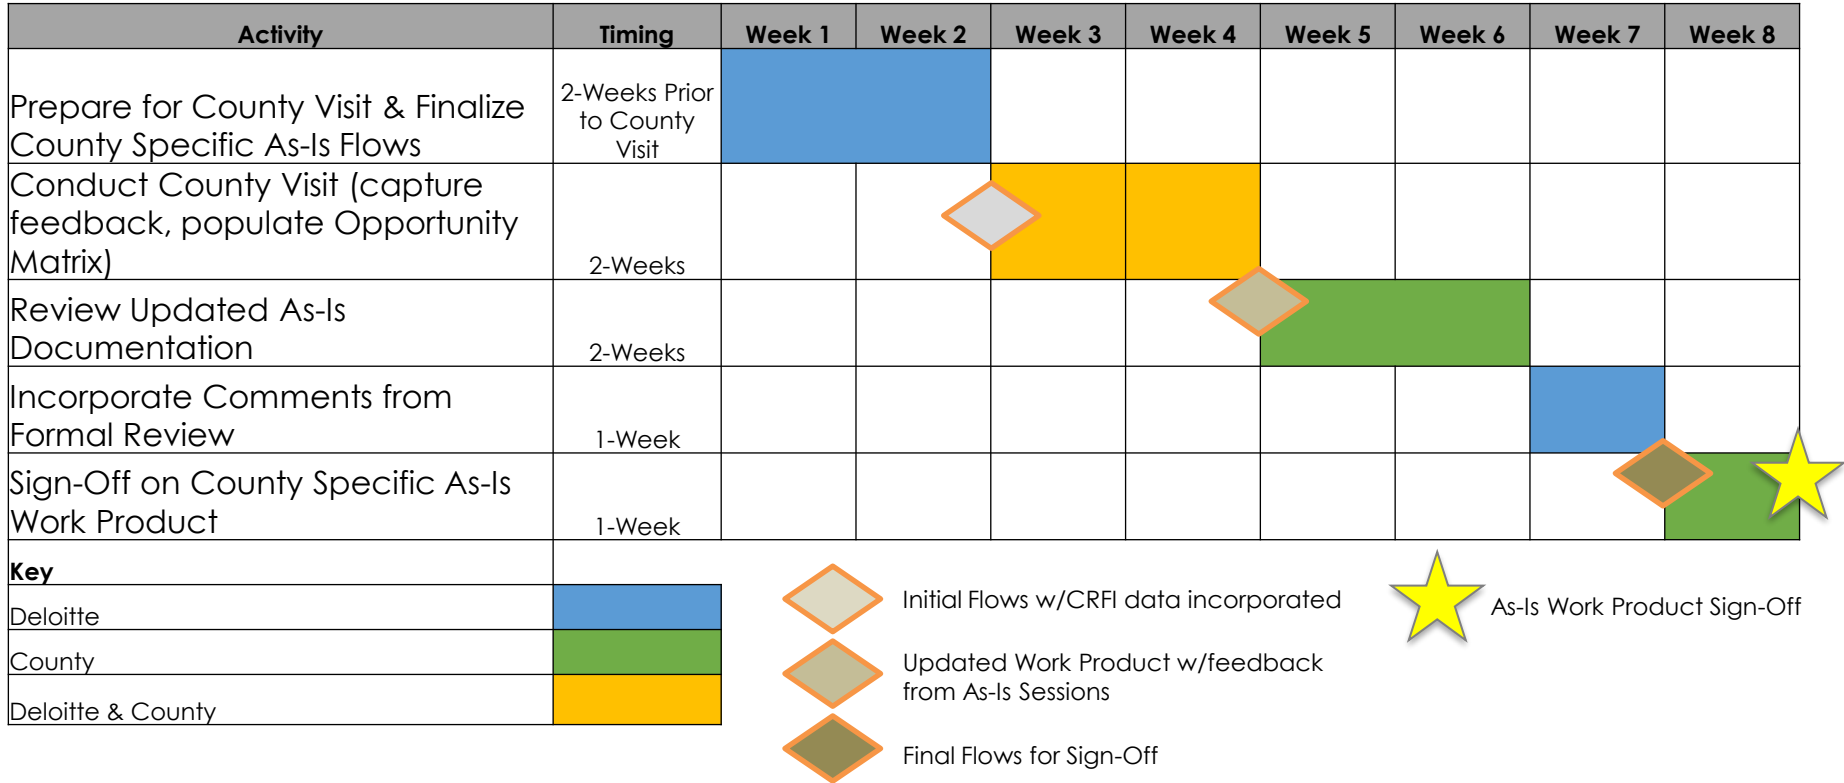 Activity Timing Week 1 Week 2 Week 3 Week 4 Week 5 Week 6 Week 7 Week 8
Prepare for County Visit & Finalize
County Specific As-Is Flows
2-Weeks Prior
to County
Visit
Conduct County Visit (capture
feedback, populate Opportunity
Matrix)
2-Weeks
Review Updated As-Is
Documentation
2-Weeks
Incorporate Comments from
Formal Review
1-Week
Sign-Off on County Specific As-Is
Work Product
1-Week
Key
Deloitte
County
Deloitte & County
Initial Flows w/CRFI data incorporated
Updated Work Product w/feedback
from As-Is Sessions
Final Flows for Sign-Off
As-Is Work Product Sign-Off